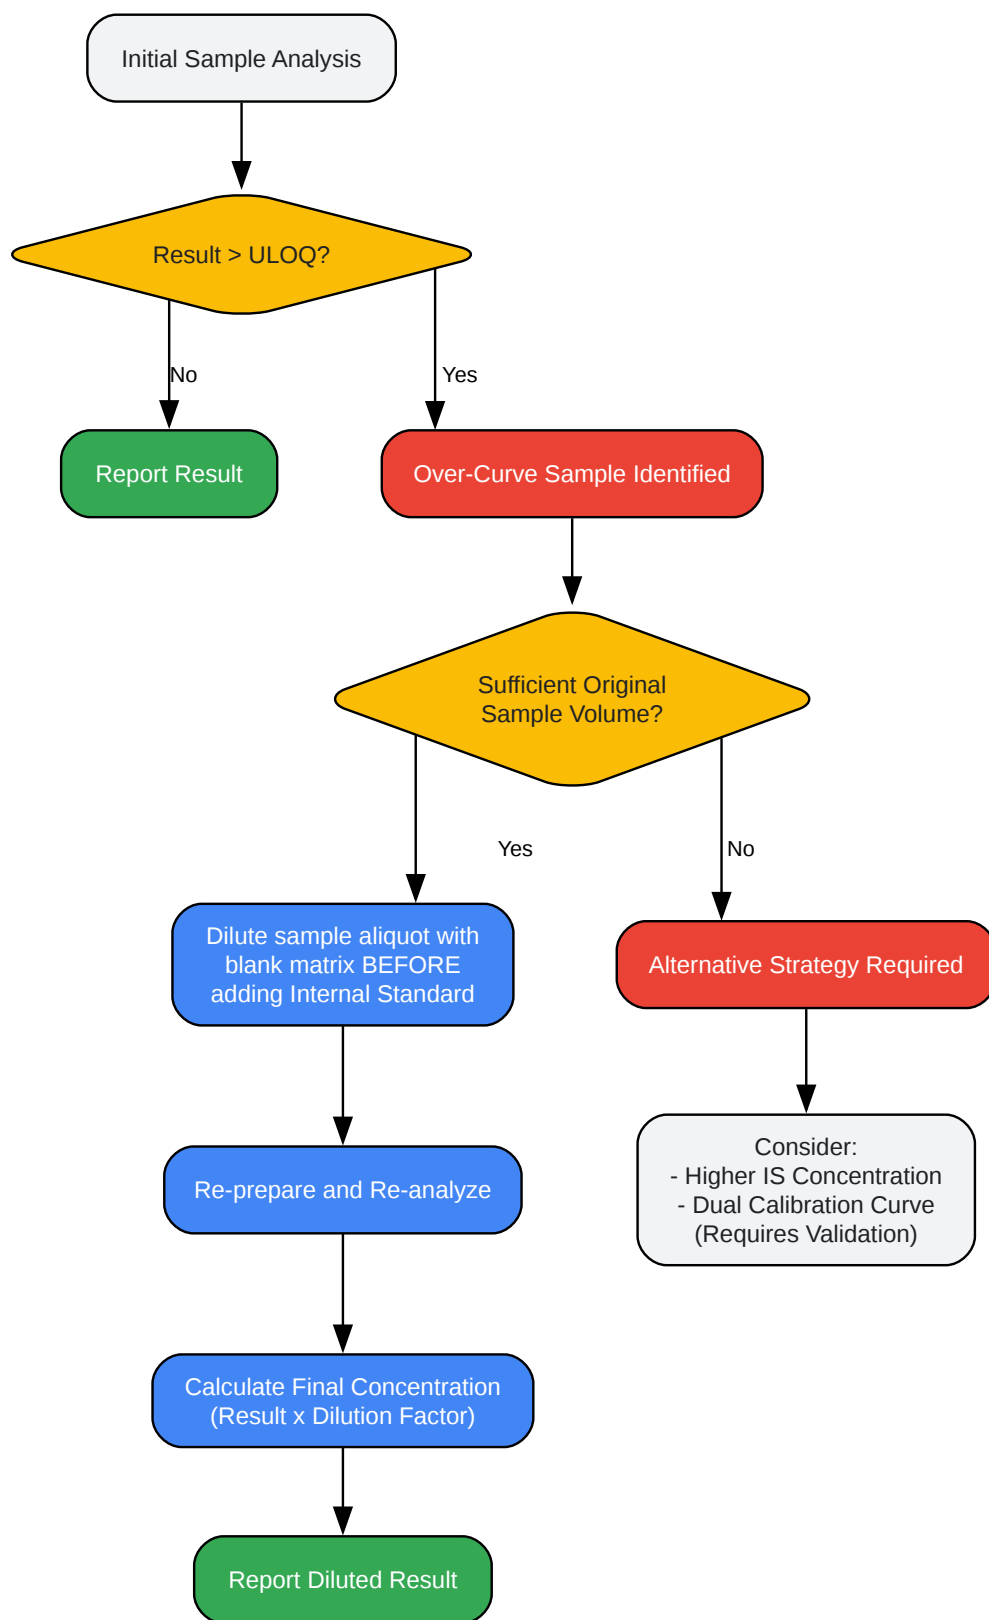 Initial Sample Analysis
Result > ULOQ?
No
Yes
Report Result
Over-Curve Sample Identified
Sufficient Original
Sample Volume?
Yes
No
Dilute sample aliquot with
blank matrix BEFORE
adding Internal Standard
Alternative Strategy Required
Re-prepare and Re-analyze
Consider:
- Higher IS Concentration
- Dual Calibration Curve
(Requires Validation)
Calculate Final Concentration
(Result x Dilution Factor)
Report Diluted Result